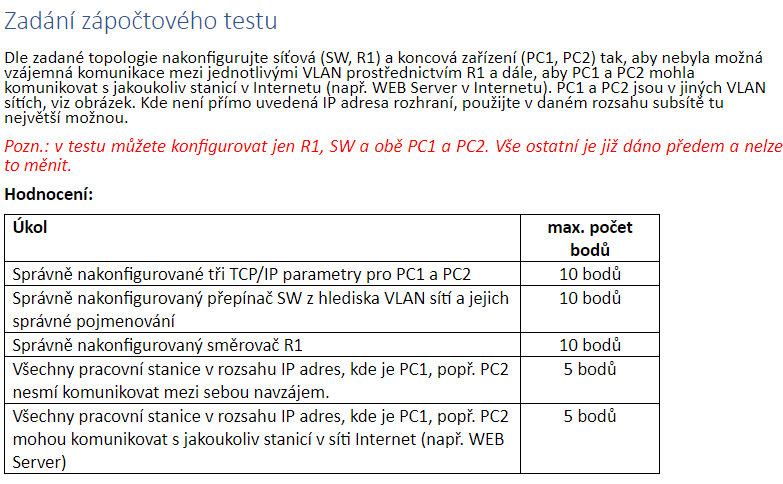 Zadání zápočtového testu
Dle zadané topologie nakonfigurujte síťová (SW, R1) a koncová zařízení (PC1, PC2) tak, aby nebyla možná
vzájemná komunikace mezi jednotlivými VLAN prostřednictvím R1 a dále, aby PC1 a PC2 mohla
komunikovat s jakoukoliv stanicí v Internetu (např. WEB Server v Internetu). PC1 a PC2 jsou v jiných VLAN
sítích, viz obrázek. Kde není přímo uvedená IP adresa rozhraní, použijte v daném rozsahu subsítě tu
největší možnou.
Pozn.: v testu můžete konfigurovat jen R1, SW a obě PC1 a PC2. Vše ostatní je již dáno předem a nelze
to měnit.
Hodnocení:
Úkol
max. počet
bodů
Správně nakonfigurované tři TCP/IP parametry pro PC1 a PC2
10 bodů
Správně nakonfigurovaný přepínač SW z hlediska VLAN sítí a jejich
správné pojmenování
10 bodů
Správně nakonfigurovaný směrovač R1
10 bodů
Všechny pracovní stanice v rozsahu IP adres, kde je PC1, popř. PC2
nesmí komunikovat mezi sebou navzájem.
5 bodů
Všechny pracovní stanice v rozsahu IP adres, kde je PC1, popř. PC2
mohou komunikovat s jakoukoliv stanicí v síti Internet (např. WEB
Server)
5 bodů